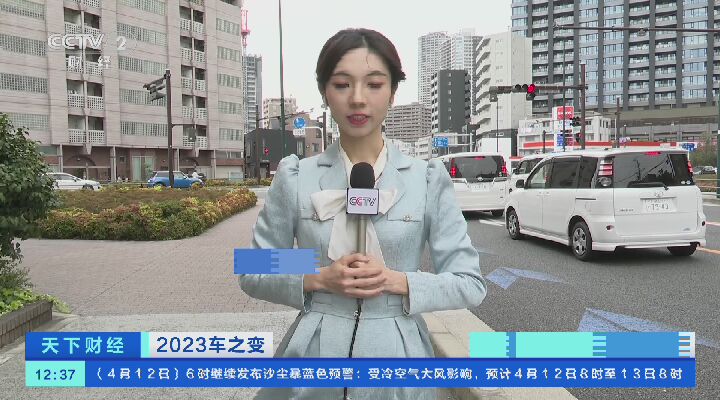 CCTV 2
财经
CCTV
天下财经
2023车之变
12:37
（4月12日）6时继续发布沙尘暴蓝色预警：受冷空气大风影响，预计4月12日8时至13日8时